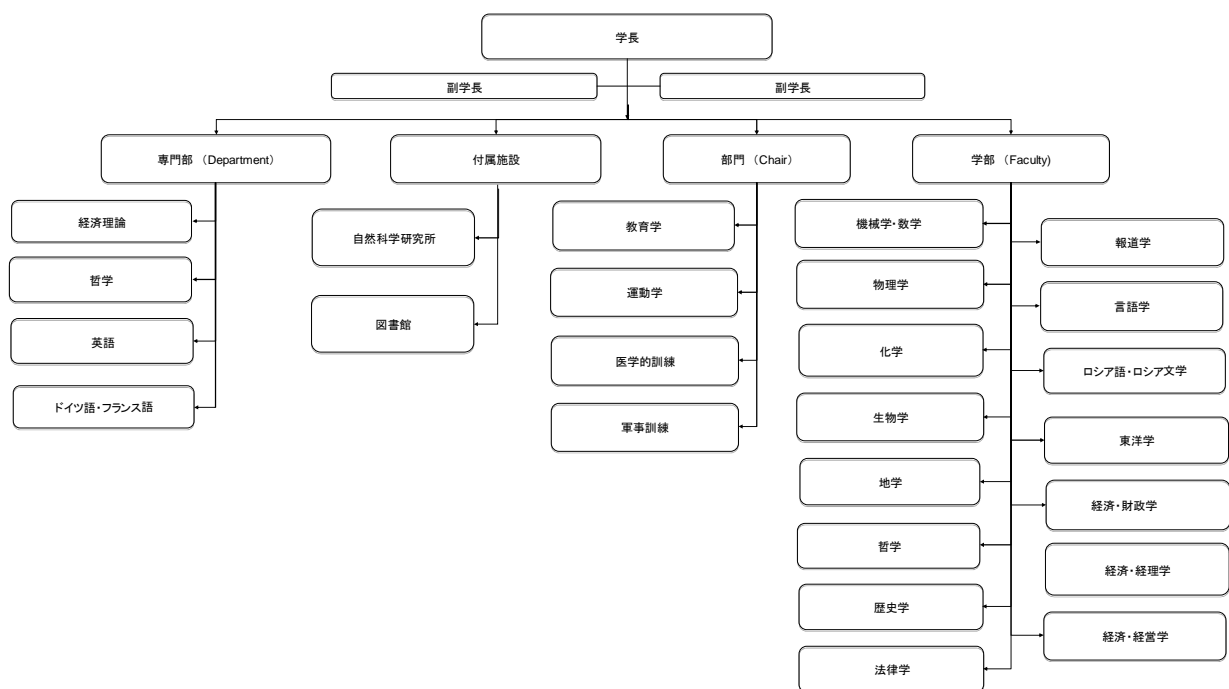 学長
副学長
副学長
専門部 (Department)
付属施設
部門 (Chair)
学部 (Faculty)
経済理論
哲学
英語
ドイツ語・フランス語
自然科学研究所
図書館
教育学
運動学
医学的訓練
軍事訓練
機械学・数学
物理学
化学
生物学
地学
哲学
歴史学
法律学
報道学
言語学
ロシア語・ロシア文学
東洋学
経済・財政学
経済・経理学
経済・経営学